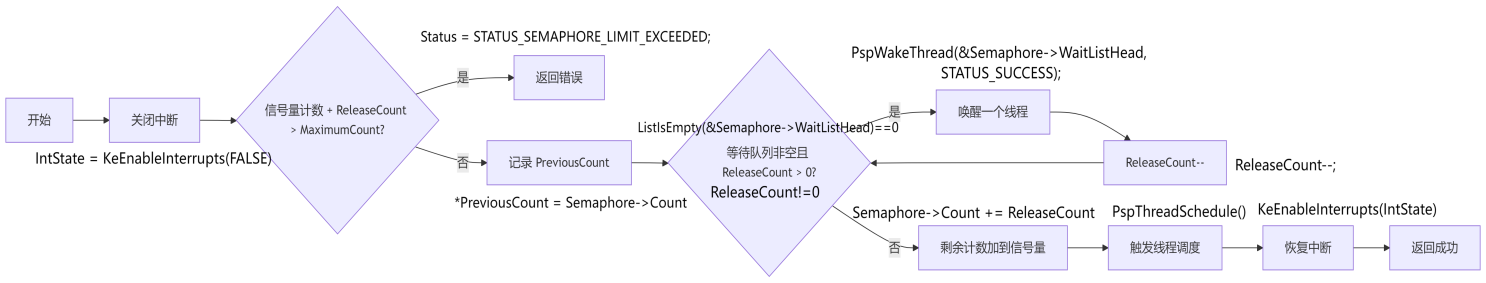 开始
关闭中断
IntState = KeEnableInterrupts(FALSE)
信号量计数 + ReleaseCount
> MaximumCount?
是
Status = STATUS_SEMAPHORE_LIMIT_EXCEEDED;
返回错误
否
记录 PreviousCount
*PreviousCount = Semaphore->Count
ListIsEmpty(&Semaphore->WaitListHead)==0
等待队列非空且
ReleaseCount > 0?
ReleaseCount!=0
是
PspWakeThread(&Semaphore->WaitListHead,
STATUS_SUCCESS);
唤醒一个线程
ReleaseCount--
ReleaseCount--;
否
Semaphore->Count += ReleaseCount
剩余计数加到信号量
PspThreadSchedule()
触发线程调度
KeEnableInterrupts(IntState)
恢复中断
返回成功